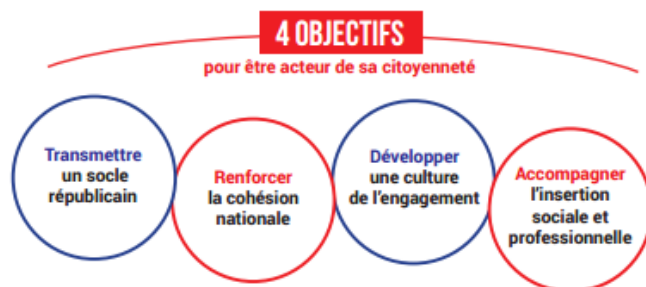 4 OBJECTIFS
pour être acteur de sa citoyenneté
Transmettre
un socle
républicain
Renforcer
la cohésion
nationale
Développer
une culture
de l'engagement
Accompagner
l'insertion
sociale et
professionnelle